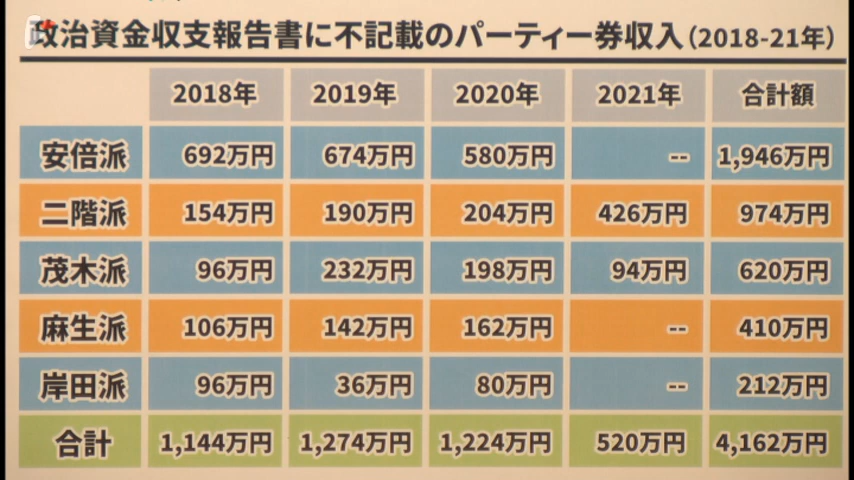 政治資金収支報告書に不記載のパーティー券収入(2018-21年)
2018年 2019年 2020年 2021年 合計額
安倍派 692万円 674万円 580万円 -- 1,946万円
二階派 154万円 190万円 204万円 426万円 974万円
茂木派 96万円 232万円 198万円 94万円 620万円
麻生派 106万円 142万円 162万円 -- 410万円
岸田派 96万円 36万円 80万円 -- 212万円
合計 1,144万円 1,274万円 1,224万円 520万円 4,162万円